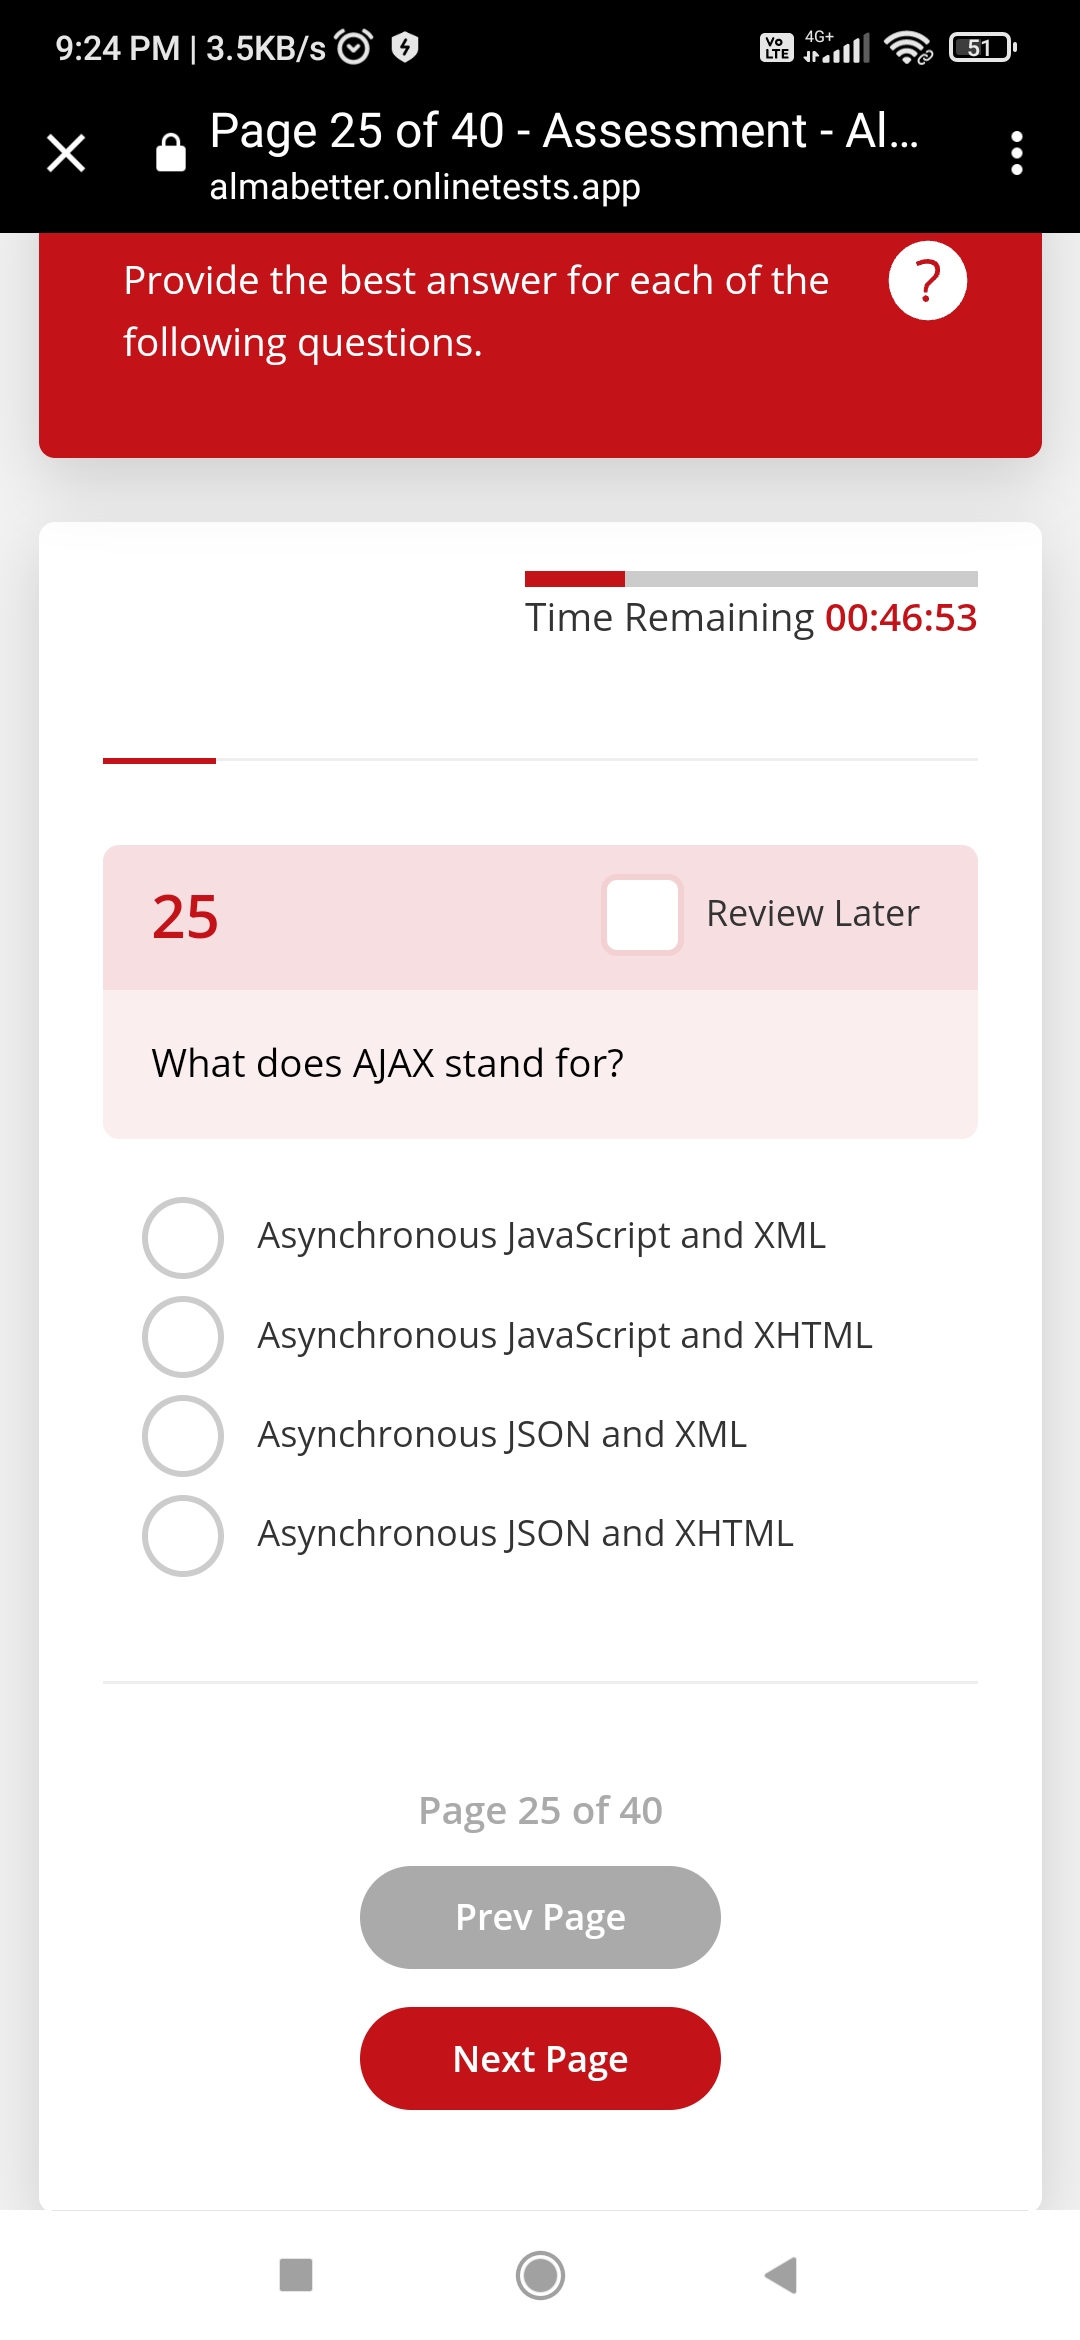 9:24 PM | 3.5KB/s
Vo LTE 4G+ 51
Page 25 of 40 - Assessment - Al...
almabetter.onlinetests.app
Provide the best answer for each of the
following questions.
?
Time Remaining 00:46:53
25 Review Later
What does AJAX stand for?
Asynchronous JavaScript and XML
Asynchronous JavaScript and XHTML
Asynchronous JSON and XML
Asynchronous JSON and XHTML
Page 25 of 40
Prev Page
Next Page